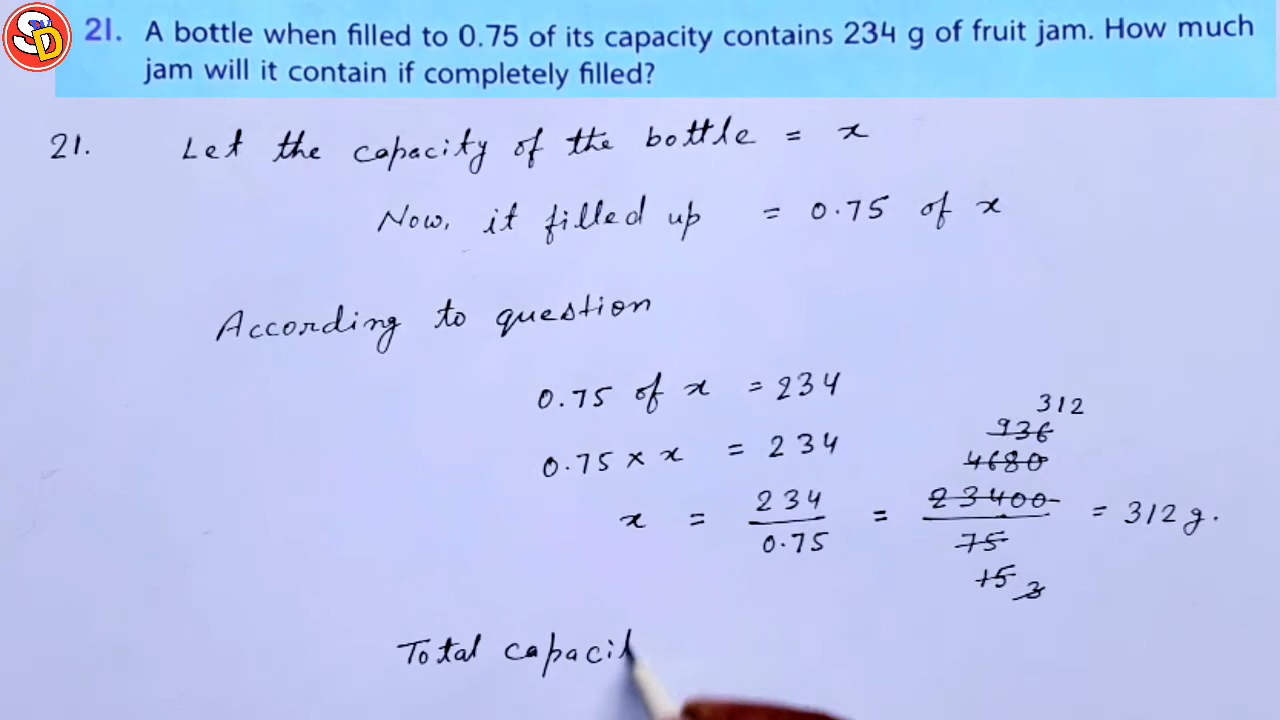 SD
21. A bottle when filled to 0.75 of its capacity contains 234 g of fruit jam. How much
jam will it contain if completely filled?
21. Let the capacity of the bottle = x
Now, it filled up = 0.75 of x
According to question
0.75 of x = 234
0.75 × x = 234
312
936
4680
x = 234/0.75 = 23400/75 = 312 g.
15 3
Total capacit